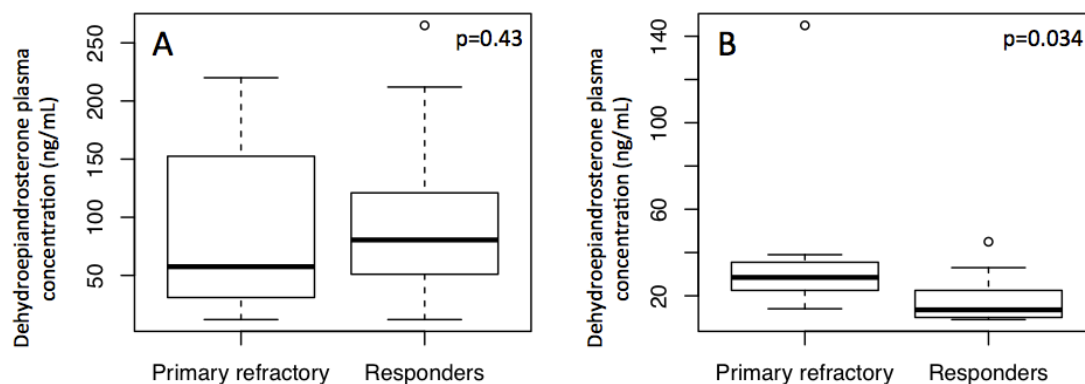 Dehydroepiandrosterone plasma
concentration (ng/mL)
A
p=0.43
250
200
150
100
50
Primary refractory
Responders
Dehydroepiandrosterone plasma
concentration (ng/mL)
B
p=0.034
140
100
60
20
Primary refractory
Responders